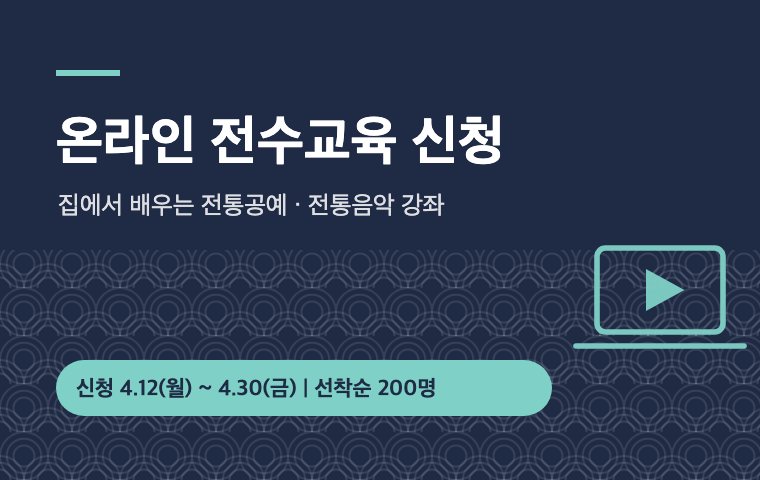 온라인 전수교육 신청
집에서 배우는 전통공예 · 전통음악 강좌
신청 4.12(월) ~ 4.30(금) | 선착순 200명